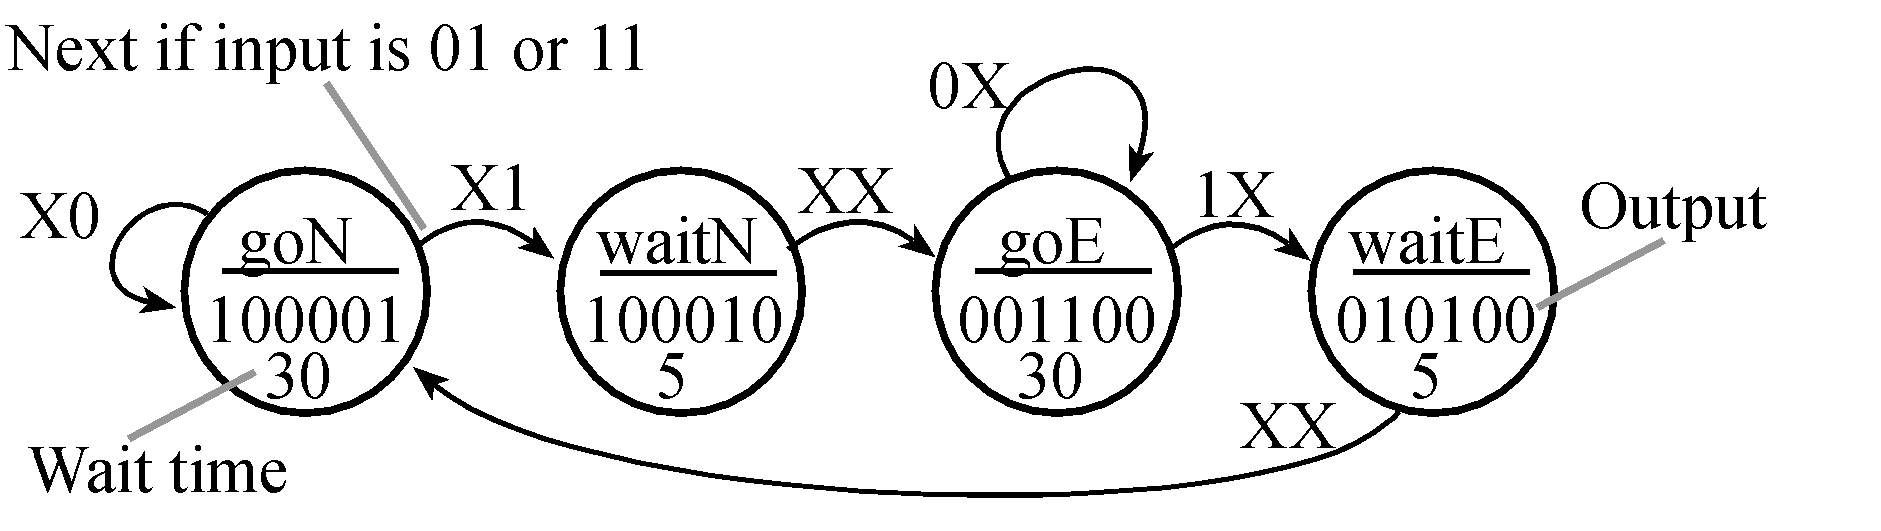 Next if input is 01 or 11
0X
X0
X1
XX
1X
Output
goN
100001
30
waitN
100010
5
goE
001100
30
waitE
010100
5
XX
Wait time